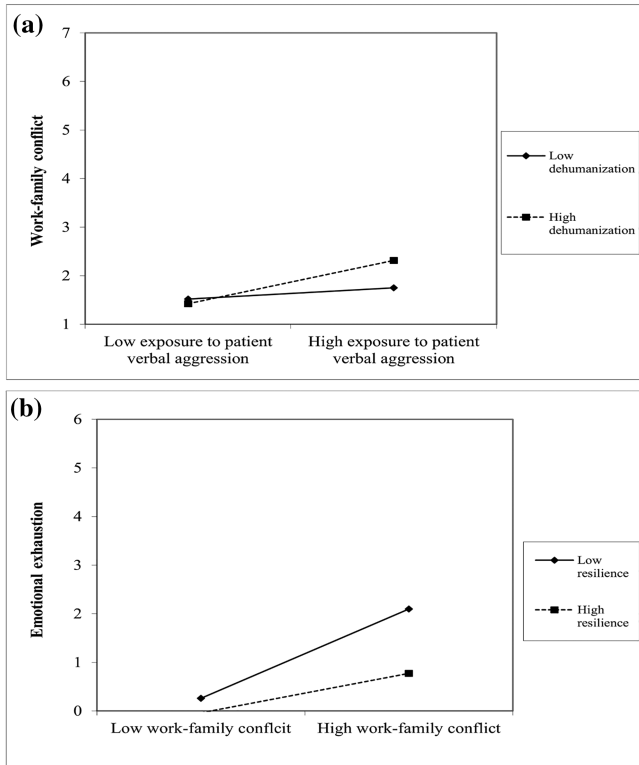 (a)
7
6
5
4
3
2
1
Work-family conflict
Low exposure to patient
verbal aggression
High exposure to patient
verbal aggression
Low
dehumanization
High
dehumanization
(b)
6
5
4
3
2
1
0
Emotional exhaustion
Low work-family conflcit
High work-family conflict
Low
resilience
High
resilience